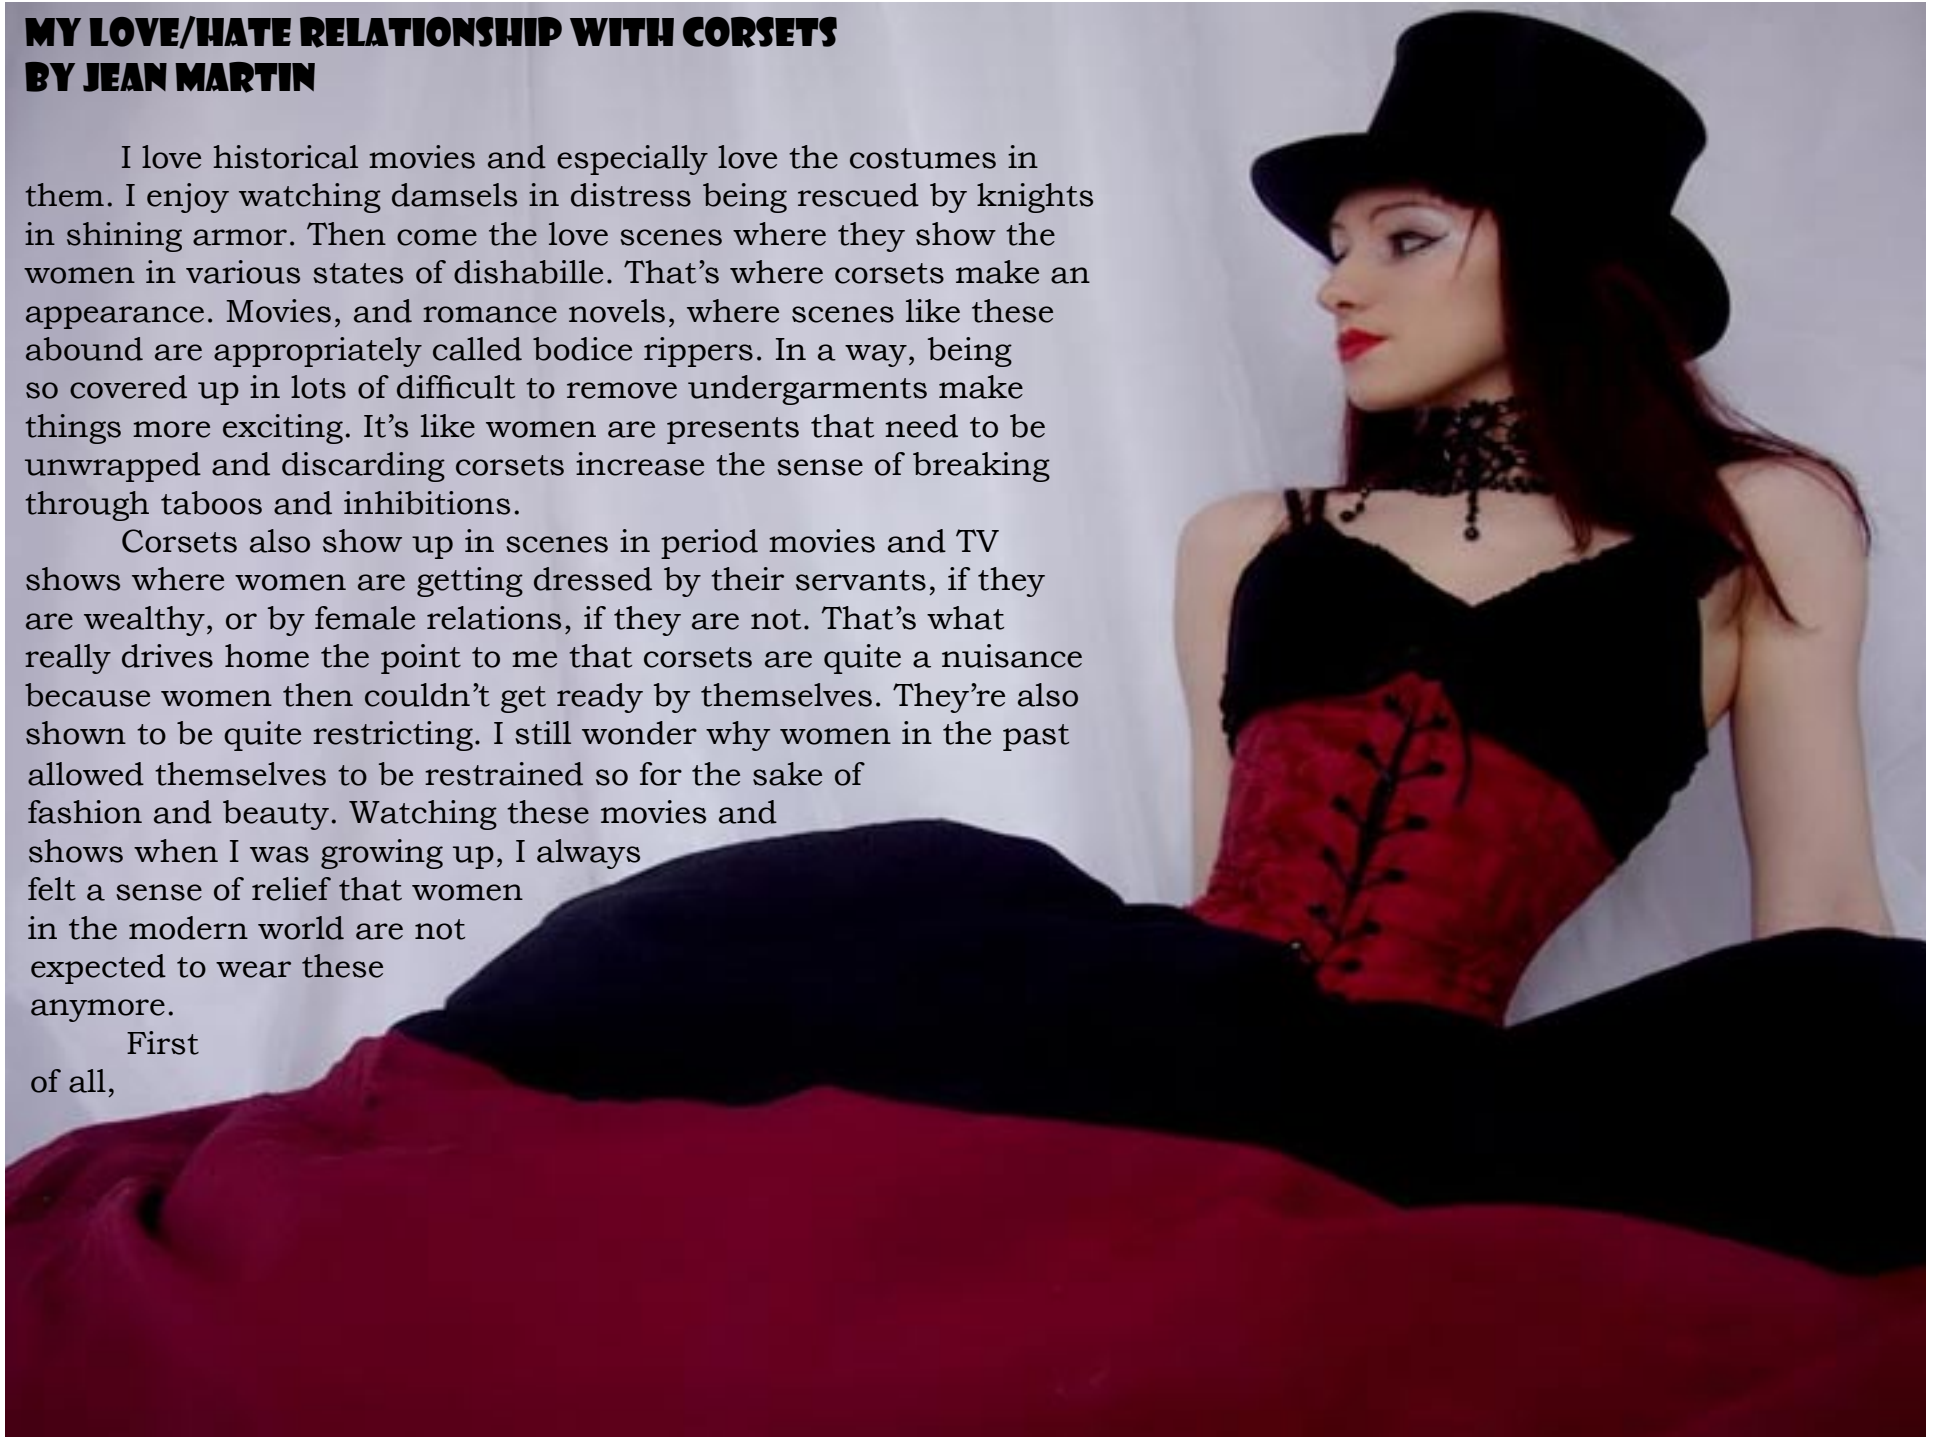 MY LOVE/HATE RELATIONSHIP WITH CORSETS
BY JEAN MARTIN
I love historical movies and especially love the costumes in
them. I enjoy watching damsels in distress being rescued by knights
in shining armor. Then come the love scenes where they show the
women in various states of dishabille. That’s where corsets make an
appearance. Movies, and romance novels, where scenes like these
abound are appropriately called bodice rippers. In a way, being
so covered up in lots of difficult to remove undergarments make
things more exciting. It’s like women are presents that need to be
unwrapped and discarding corsets increase the sense of breaking
through taboos and inhibitions.
Corsets also show up in scenes in period movies and TV
shows where women are getting dressed by their servants, if they
are wealthy, or by female relations, if they are not. That’s what
really drives home the point to me that corsets are quite a nuisance
because women then couldn’t get ready by themselves. They’re also
shown to be quite restricting. I still wonder why women in the past
allowed themselves to be restrained so for the sake of
fashion and beauty. Watching these movies and
shows when I was growing up, I always
felt a sense of relief that women
in the modern world are not
expected to wear these
anymore.
First
of all,